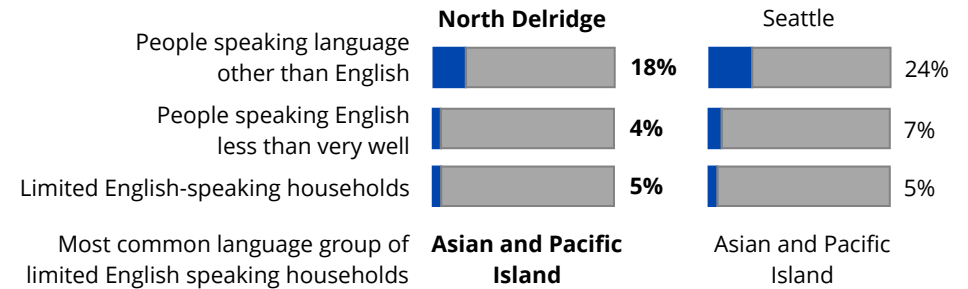 North Delridge
Seattle
People speaking language
other than English
18%
24%
People speaking English
less than very well
4%
7%
Limited English-speaking households
5%
5%
Most common language group of
limited English speaking households
Asian and Pacific
Island
Asian and Pacific
Island